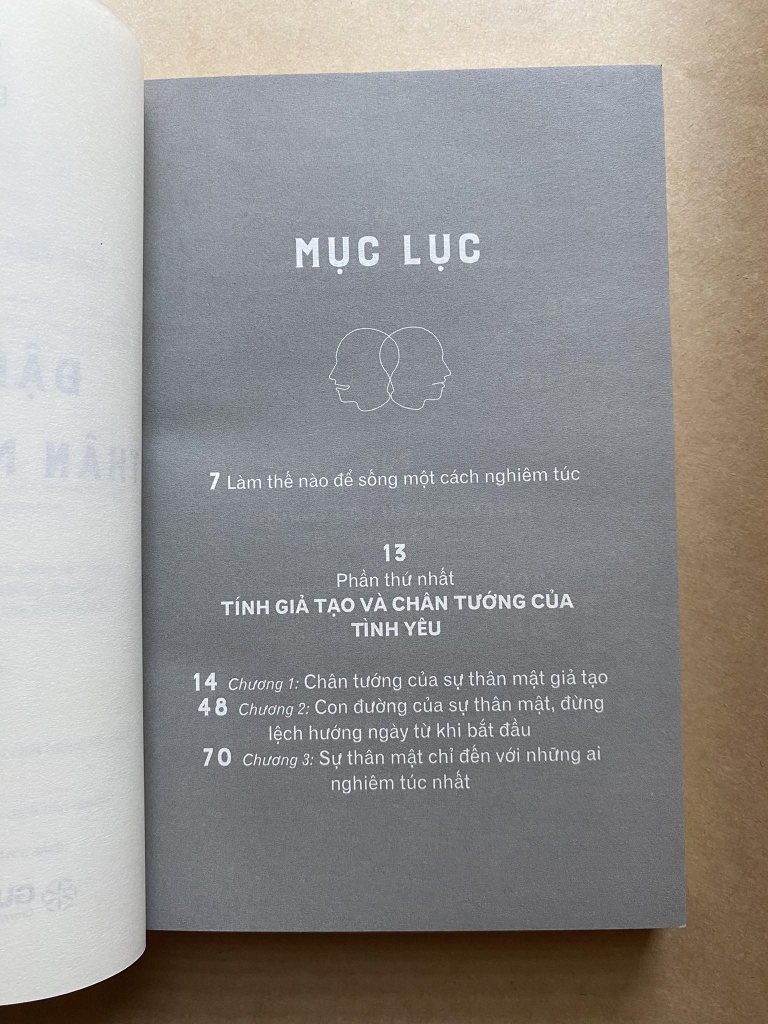 MỤC LỤC
7 Làm thế nào để sống một cách nghiêm túc
13
Phần thứ nhất
TÍNH GIẢ TẠO VÀ CHÂN TƯỚNG CỦA
TÌNH YÊU
14 Chương 1: Chân tướng của sự thân mật giả tạo
48 Chương 2: Con đường của sự thân mật, đừng
lệch hướng ngày từ khi bắt đầu
70 Chương 3: Sự thân mật chỉ đến với những ai
nghiêm túc nhất